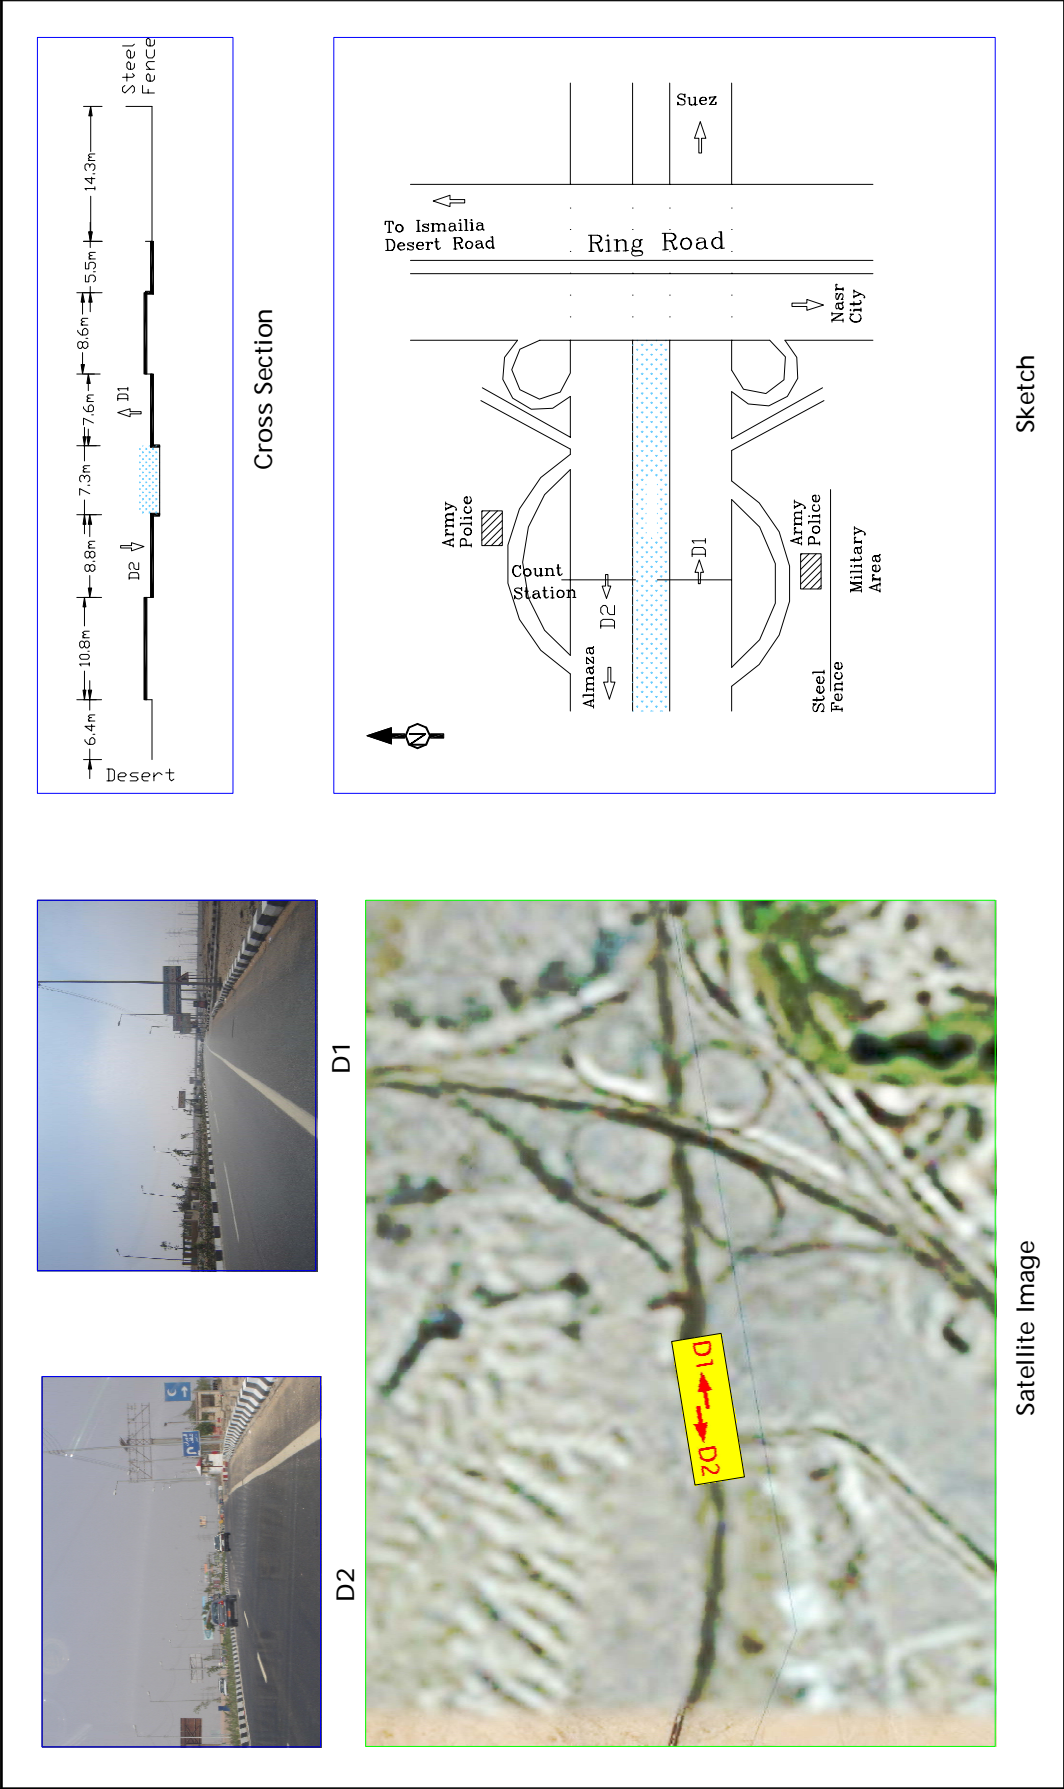 Desert
6.4m
10.8m
8.8m
7.3m
7.6m
8.6m
5.5m
14.3m
D2
D1
Steel
Fence
Cross Section
Suez
To Ismailia
Desert Road
Ring Road
Nasr
City
Army
Police
Count
Station
D2
D1
Almaza
Army
Police
Military
Area
Steel
Fence
N
Sketch
D1
D2
D1
D2
Satellite Image